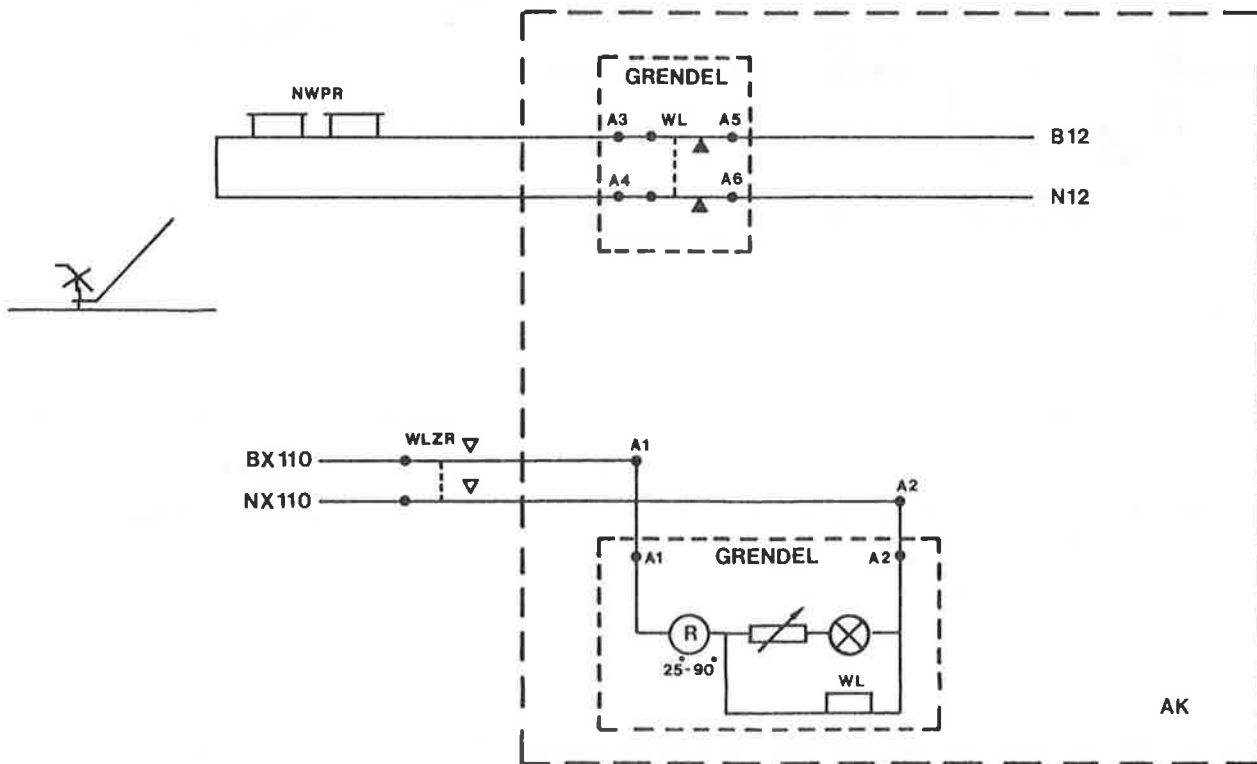 GRENDEL
NWPR
A3 WL A5
B12
A4 A6
N12
WLZR
A1
BX110
NX110
A2
A1 GRENDEL A2
R
25°-90°
WL
AK